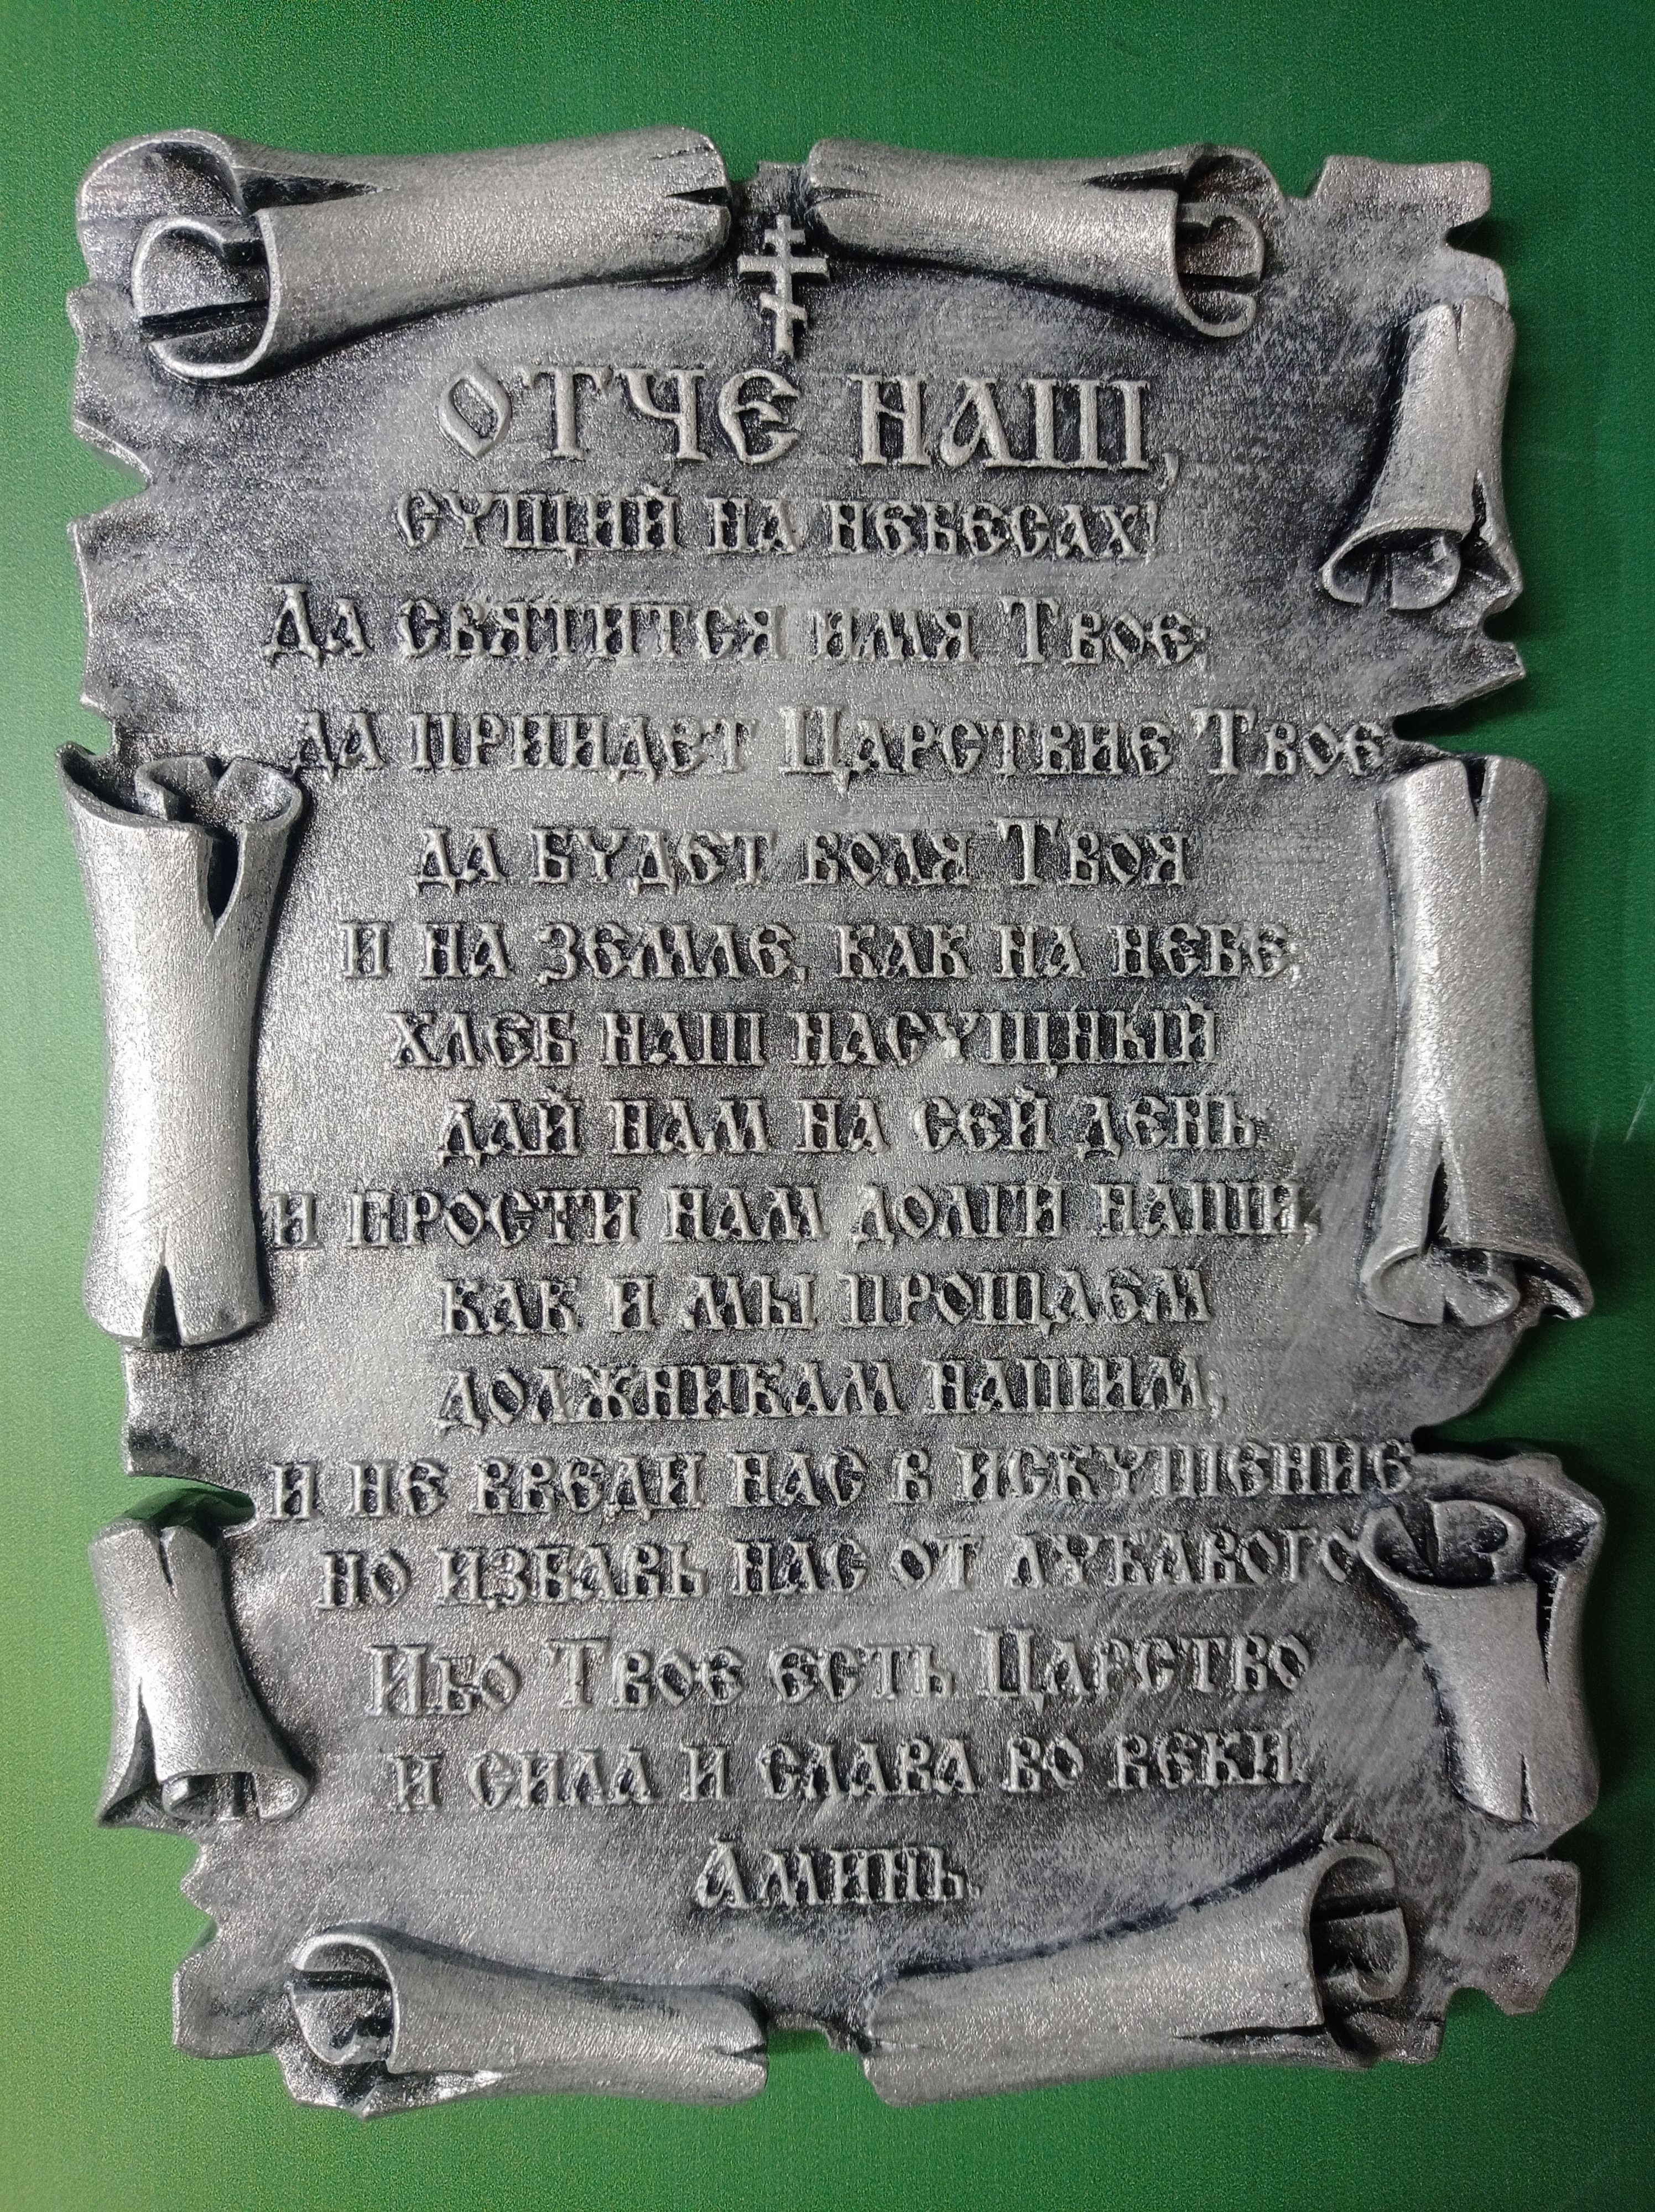 ОТЧЕ НАШ,
СУЩИЙ НА НЕБЕСАХ!
ДА СВЯТИТСЯ ИМЯ ТВОЕ;
ДА ПРИИДЕТ ЦАРСТВИЕ ТВОЕ
ДА БУДЕТ ВОЛЯ ТВОЯ
И НА ЗЕМЛЕ, КАК НА НЕБЕ;
ХЛЕБ НАШ НАСУЩНЫЙ
ДАЙ НАМ НА СЕЙ ДЕНЬ
И ПРОСТИ НАМ ДОЛГИ НАШИ,
КАК И МЫ ПРОЩАЕМ
ДОЛЖНИКАМ НАШИМ;
И НЕ ВВЕДИ НАС В ИСКУШЕНИЕ
НО ИЗБАВЬ НАС ОТ ЛУКАВОГО
ИБО ТВОЕ ЕСТЬ ЦАРСТВО
И СИЛА И СЛАВА ВО ВЕКИ.
АМИНЬ.